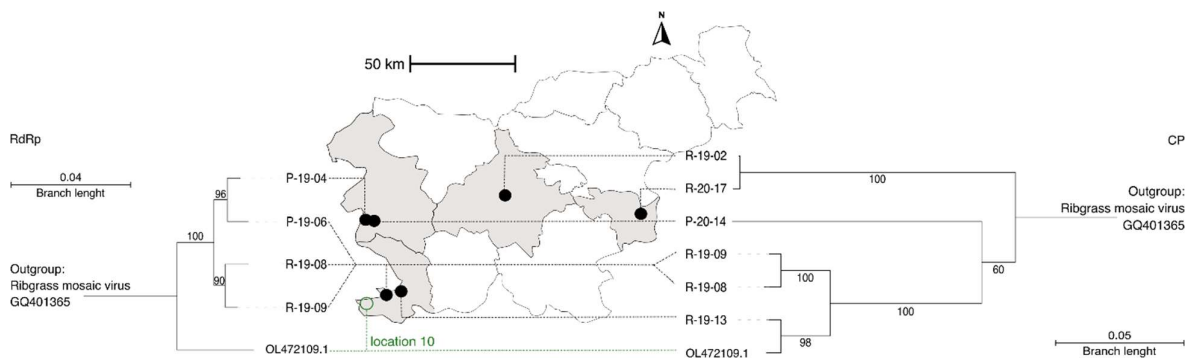 N
50 km
RdRp
0.04
Branch lenght
P-19-04
96
P-19-06
100
R-19-08
90
R-19-09
Outgroup:
Ribgrass mosaic virus
GQ401365
OL472109.1
location 10
CP
R-19-02
100
R-20-17
Outgroup:
Ribgrass mosaic virus
GQ401365
P-20-14
60
R-19-09
100
R-19-08
100
R-19-13
98
OL472109.1
0.05
Branch lenght